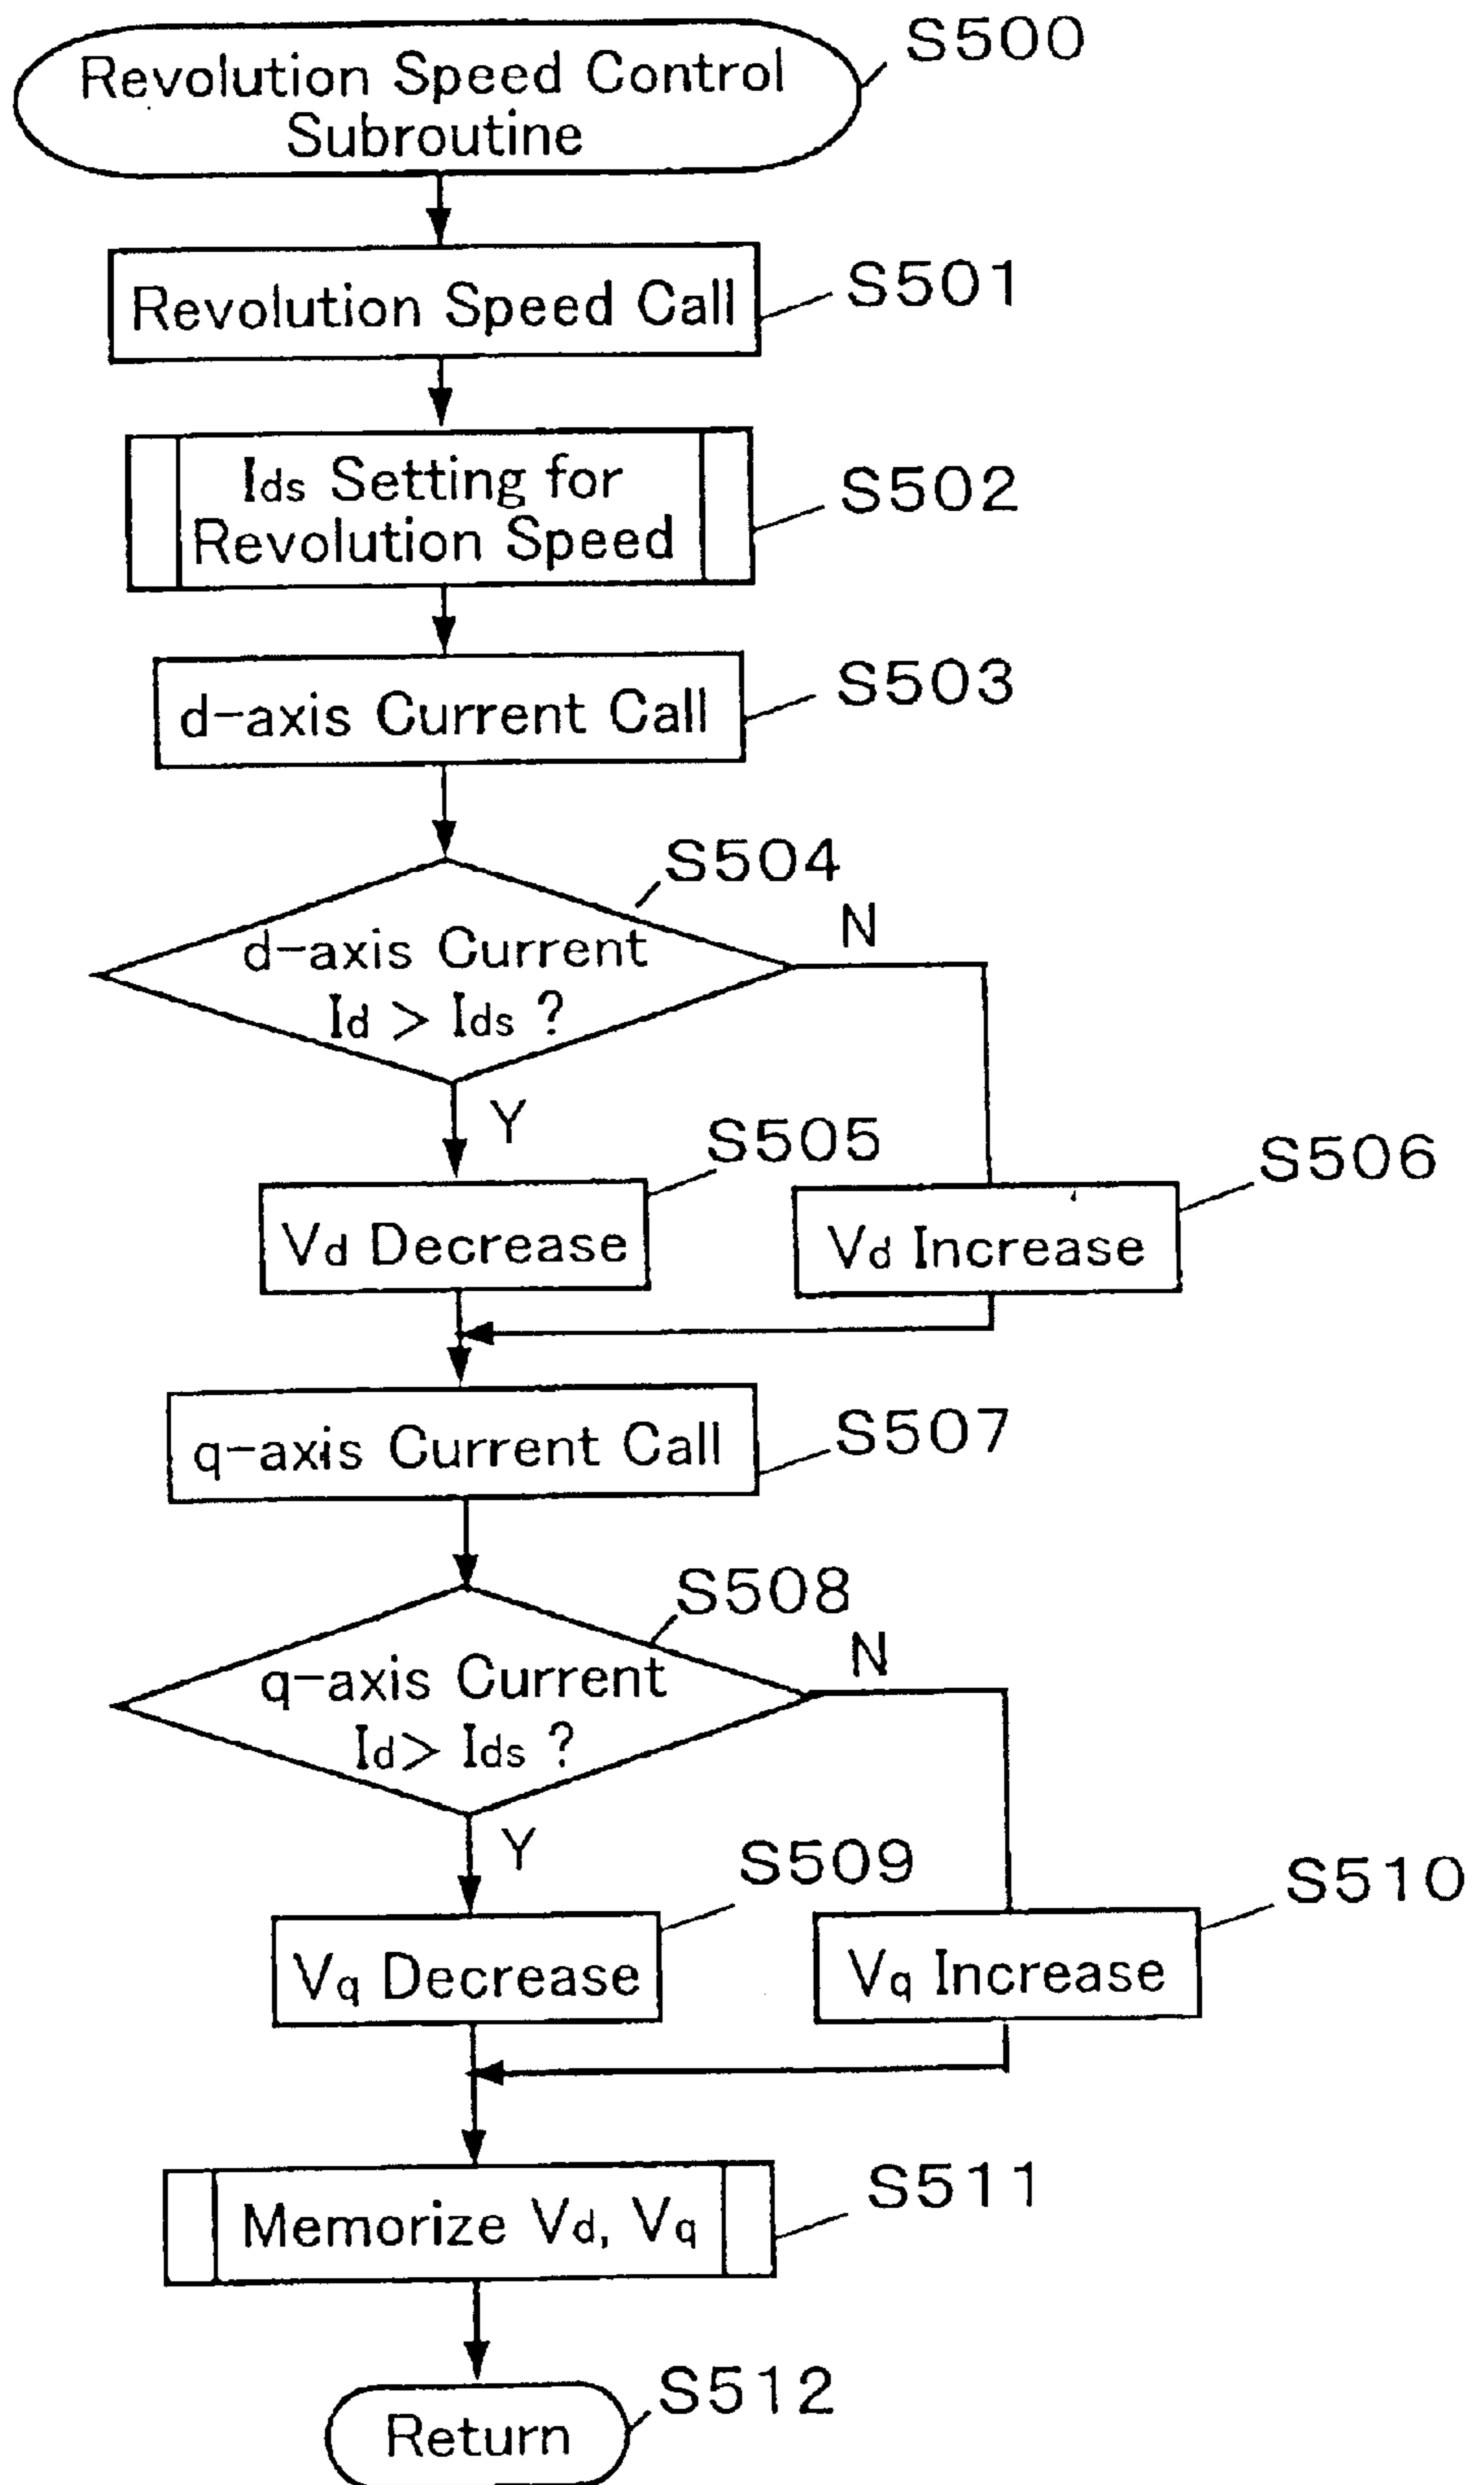 S500
Revolution Speed Control
Subroutine
Revolution Speed Call
S501
Ids Setting for
Revolution Speed
S502
d-axis Current Call
S503
S504
d-axis Current
Id > Ids ?
N
Y
S505
S506
Vd Decrease
Vd Increase
q-axis Current Call
S507
S508
q-axis Current
Id> Ids ?
N
Y
S509
S510
Vq Decrease
Vq Increase
Memorize Vd, Vq
S511
S512
Return